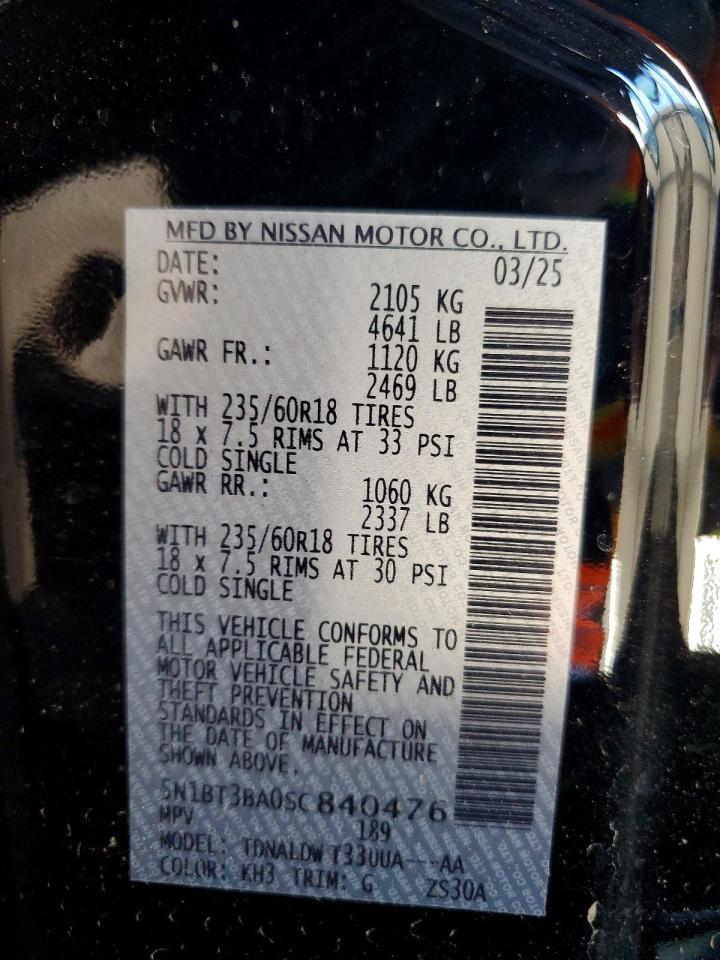 MFD BY NISSAN MOTOR CO., LTD.
DATE: 03/25
GVWR: 2105 KG
4641 LB
GAWR FR.: 1120 KG
2469 LB
WITH 235/60R18 TIRES
18 x 7.5 RIMS AT 33 PSI
COLD SINGLE
GAWR RR.: 1060 KG
2337 LB
WITH 235/60R18 TIRES
18 x 7.5 RIMS AT 30 PSI
COLD SINGLE
THIS VEHICLE CONFORMS TO
ALL APPLICABLE FEDERAL
MOTOR VEHICLE SAFETY AND
THEFT PREVENTION
STANDARDS IN EFFECT ON
THE DATE OF MANUFACTURE
SHOWN ABOVE.
5N1BT3BA0SC840476
MPV 189
MODEL: TDNALDW T33UUA---AA
COLOR: KH3 TRIM: G ZS30A